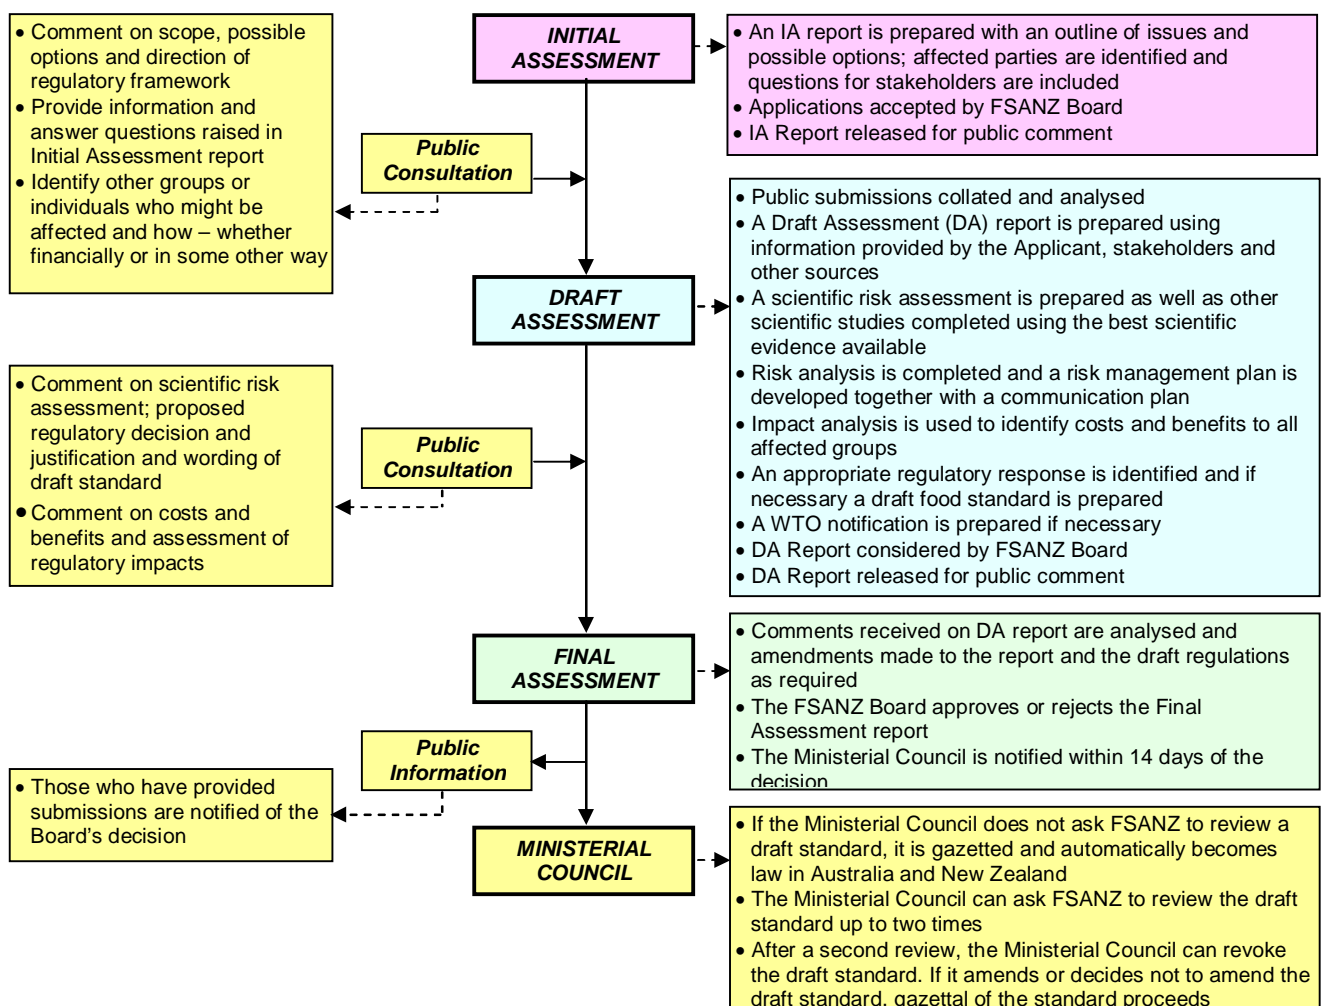 • Comment on scope, possible
options and direction of
regulatory framework
• Provide information and
answer questions raised in
Initial Assessment report
• Identify other groups or
individuals who might be
affected and how – whether
financially or in some other way
INITIAL
ASSESSMENT
• An IA report is prepared with an outline of issues and
possible options; affected parties are identified and
questions for stakeholders are included
• Applications accepted by FSANZ Board
• IA Report released for public comment
Public
Consultation
DRAFT
ASSESSMENT
• Public submissions collated and analysed
• A Draft Assessment (DA) report is prepared using
information provided by the Applicant, stakeholders and
other sources
• A scientific risk assessment is prepared as well as other
scientific studies completed using the best scientific
evidence available
• Risk analysis is completed and a risk management plan is
developed together with a communication plan
• Impact analysis is used to identify costs and benefits to all
affected groups
• An appropriate regulatory response is identified and if
necessary a draft food standard is prepared
• A WTO notification is prepared if necessary
• DA Report considered by FSANZ Board
• DA Report released for public comment
• Comment on scientific risk
assessment; proposed
regulatory decision and
justification and wording of
draft standard
• Comment on costs and
benefits and assessment of
regulatory impacts
Public
Consultation
FINAL
ASSESSMENT
• Comments received on DA report are analysed and
amendments made to the report and the draft regulations
as required
• The FSANZ Board approves or rejects the Final
Assessment report
• The Ministerial Council is notified within 14 days of the
decision
Public
Information
• Those who have provided
submissions are notified of the
Board's decision
MINISTERIAL
COUNCIL
• If the Ministerial Council does not ask FSANZ to review a
draft standard, it is gazetted and automatically becomes
law in Australia and New Zealand
• The Ministerial Council can ask FSANZ to review the draft
standard up to two times
• After a second review, the Ministerial Council can revoke
the draft standard. If it amends or decides not to amend the
draft standard, gazettal of the standard proceeds